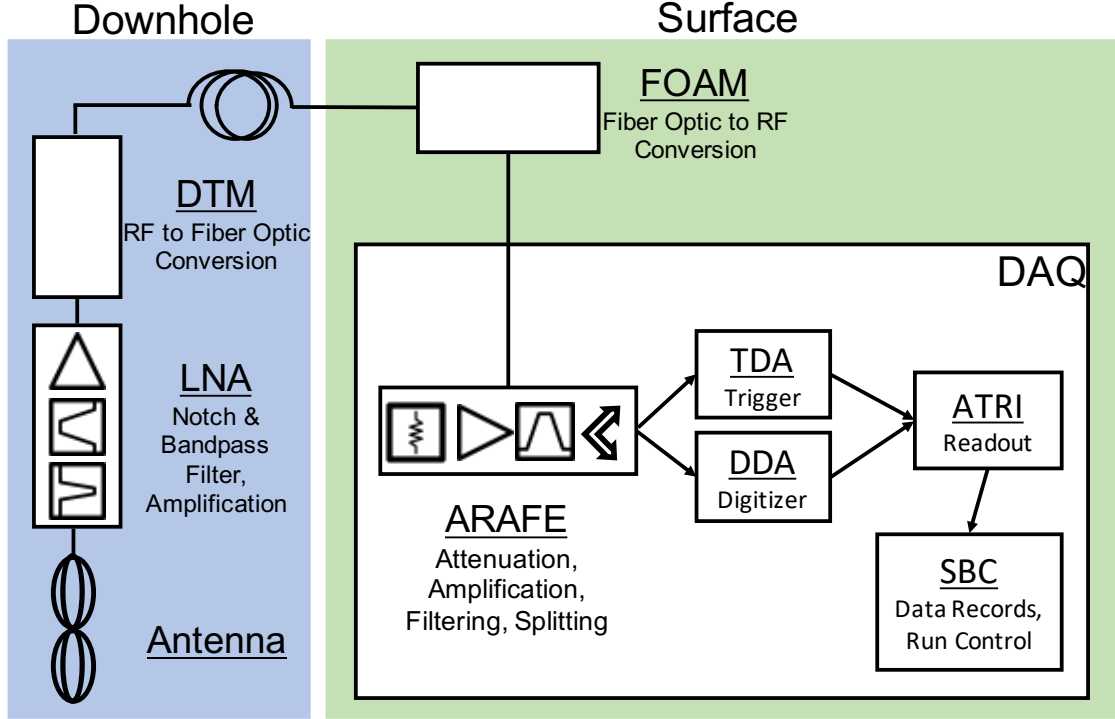 Downhole
Surface
FOAM
Fiber Optic to RF
Conversion
DTM
RF to Fiber Optic
Conversion
DAQ
LNA
Notch &
Bandpass
Filter,
Amplification
TDA
Trigger
DDA
Digitizer
ATRI
Readout
ARAFE
Attenuation,
Amplification,
Filtering, Splitting
SBC
Data Records,
Run Control
Antenna